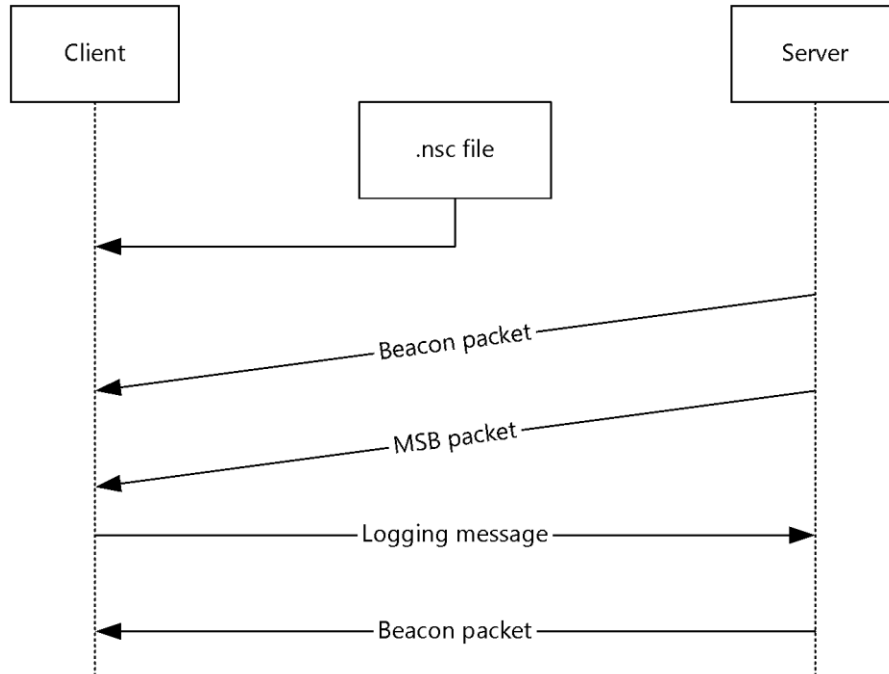 Client
Server
.nsc file
Beacon packet
MSB packet
Logging message
Beacon packet